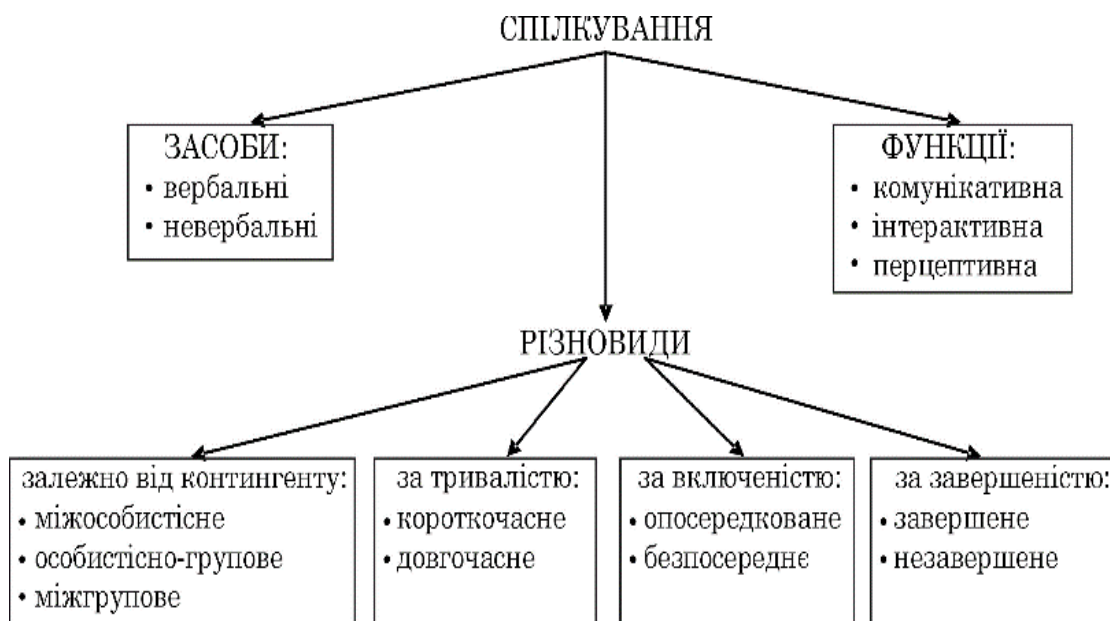 СПІЛКУВАННЯ
ЗАСОБИ:
• вербальні
• невербальні
ФУНКЦІЇ:
• комунікативна
• інтерактивна
• перцептивна
РІЗНОВИДИ
залежно від контингенту:
• міжособистісне
• особистісно-групове
• міжгрупове
за тривалістю:
• короткочасне
• довгочасне
за включеністю:
• опосередковане
• безпосереднє
за завершеністю:
• завершене
• незавершене